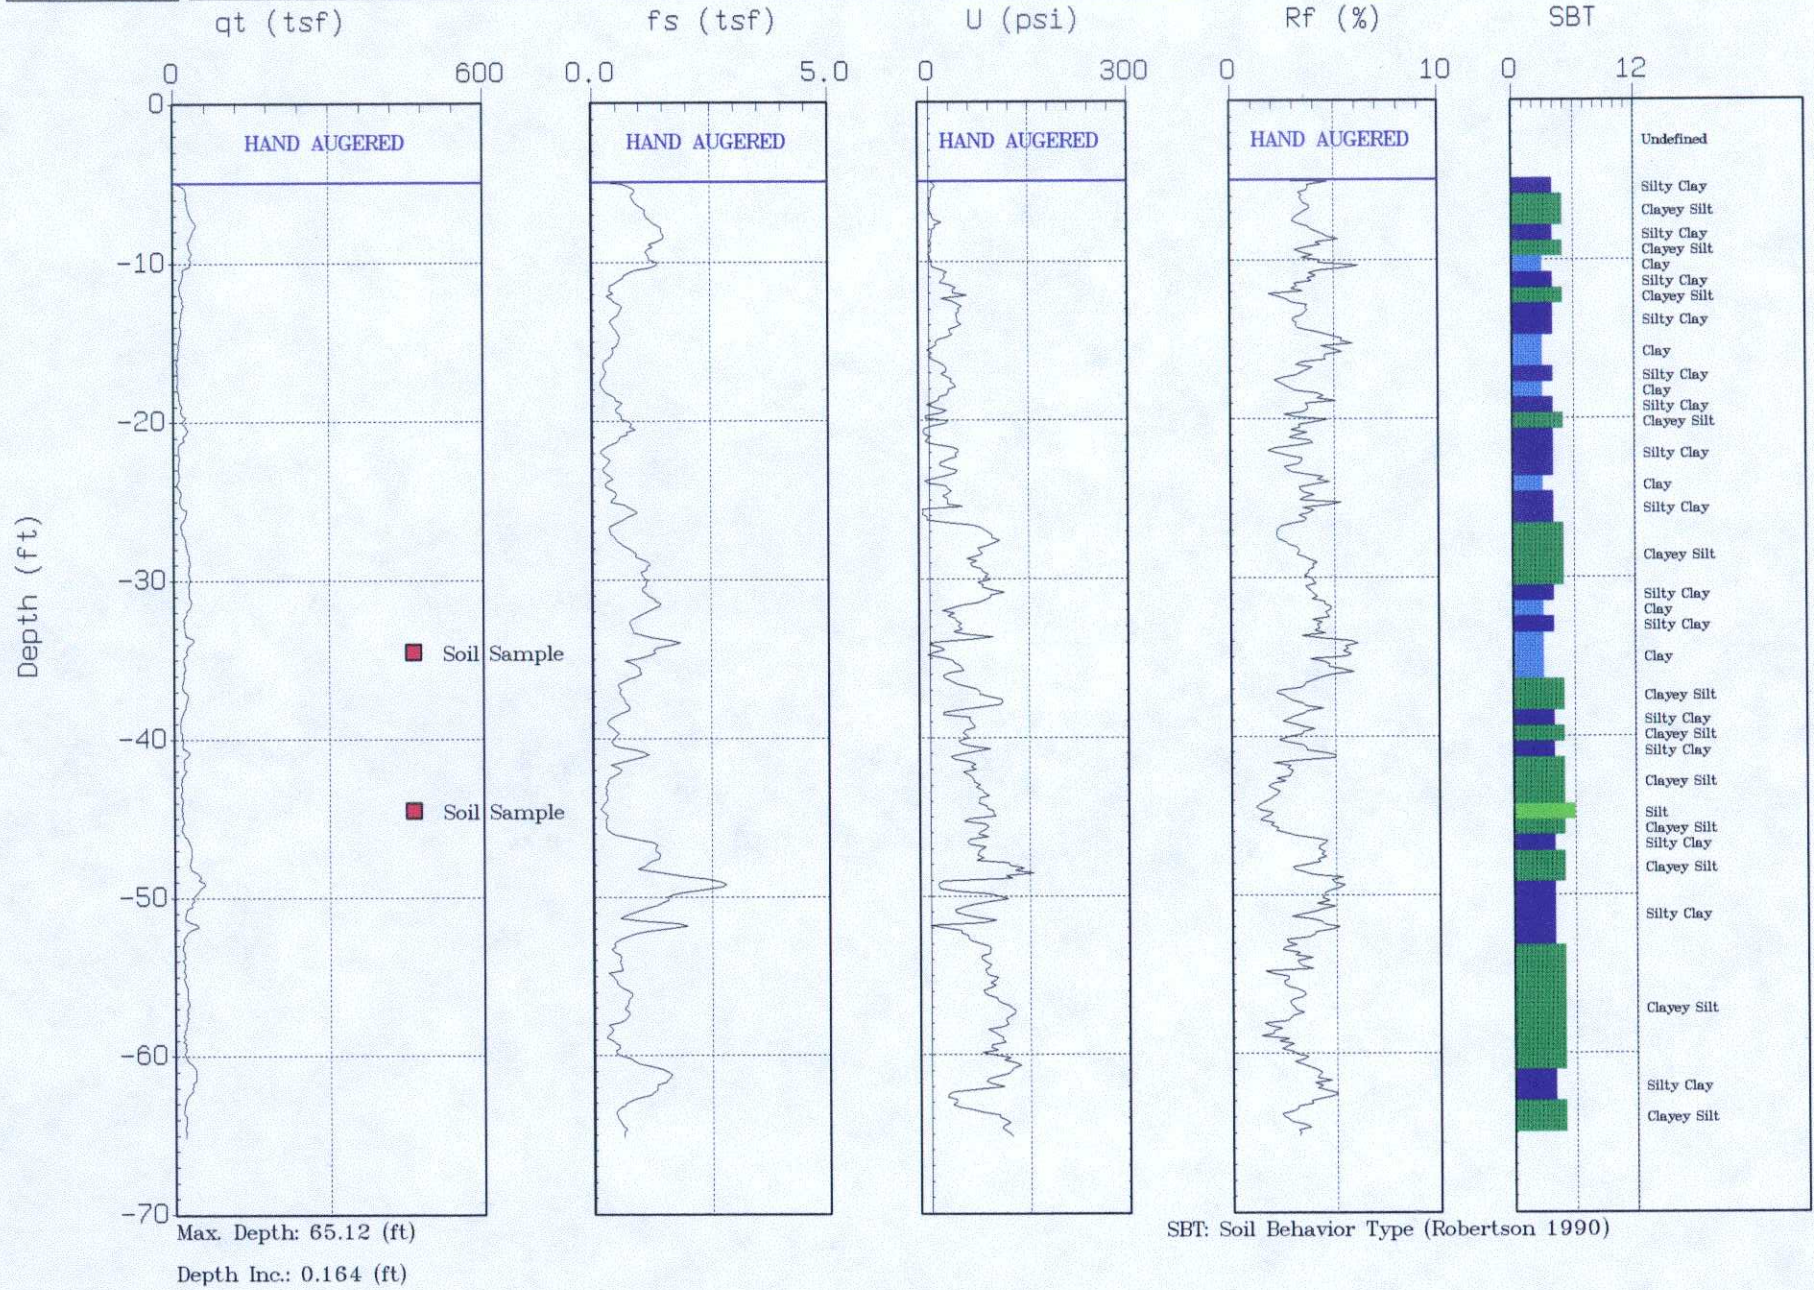 qt (tsf) fs (tsf) U (psi) Rf (%) SBT
0 600 0.0 5.0 0 300 0 10 0 12
0
HAND AUGERED HAND AUGERED HAND AUGERED HAND AUGERED Undefined
Silty Clay
Clayey Silt
Silty Clay
Clayey Silt
-10
Clay
Silty Clay
Clayey Silt
Silty Clay
Clay
Silty Clay
Clay
Silty Clay
-20
Clayey Silt
Silty Clay
Clay
Silty Clay
Depth (ft)
Clayey Silt
-30
Silty Clay
Clay
Silty Clay
Soil Sample
Clay
Clayey Silt
Silty Clay
Clayey Silt
-40
Silty Clay
Clayey Silt
Soil Sample
Silt
Clayey Silt
Silty Clay
Clayey Silt
-50
Silty Clay
Clayey Silt
-60
Silty Clay
Clayey Silt
-70
Max. Depth: 65.12 (ft)
SBT: Soil Behavior Type (Robertson 1990)
Depth Inc.: 0.164 (ft)